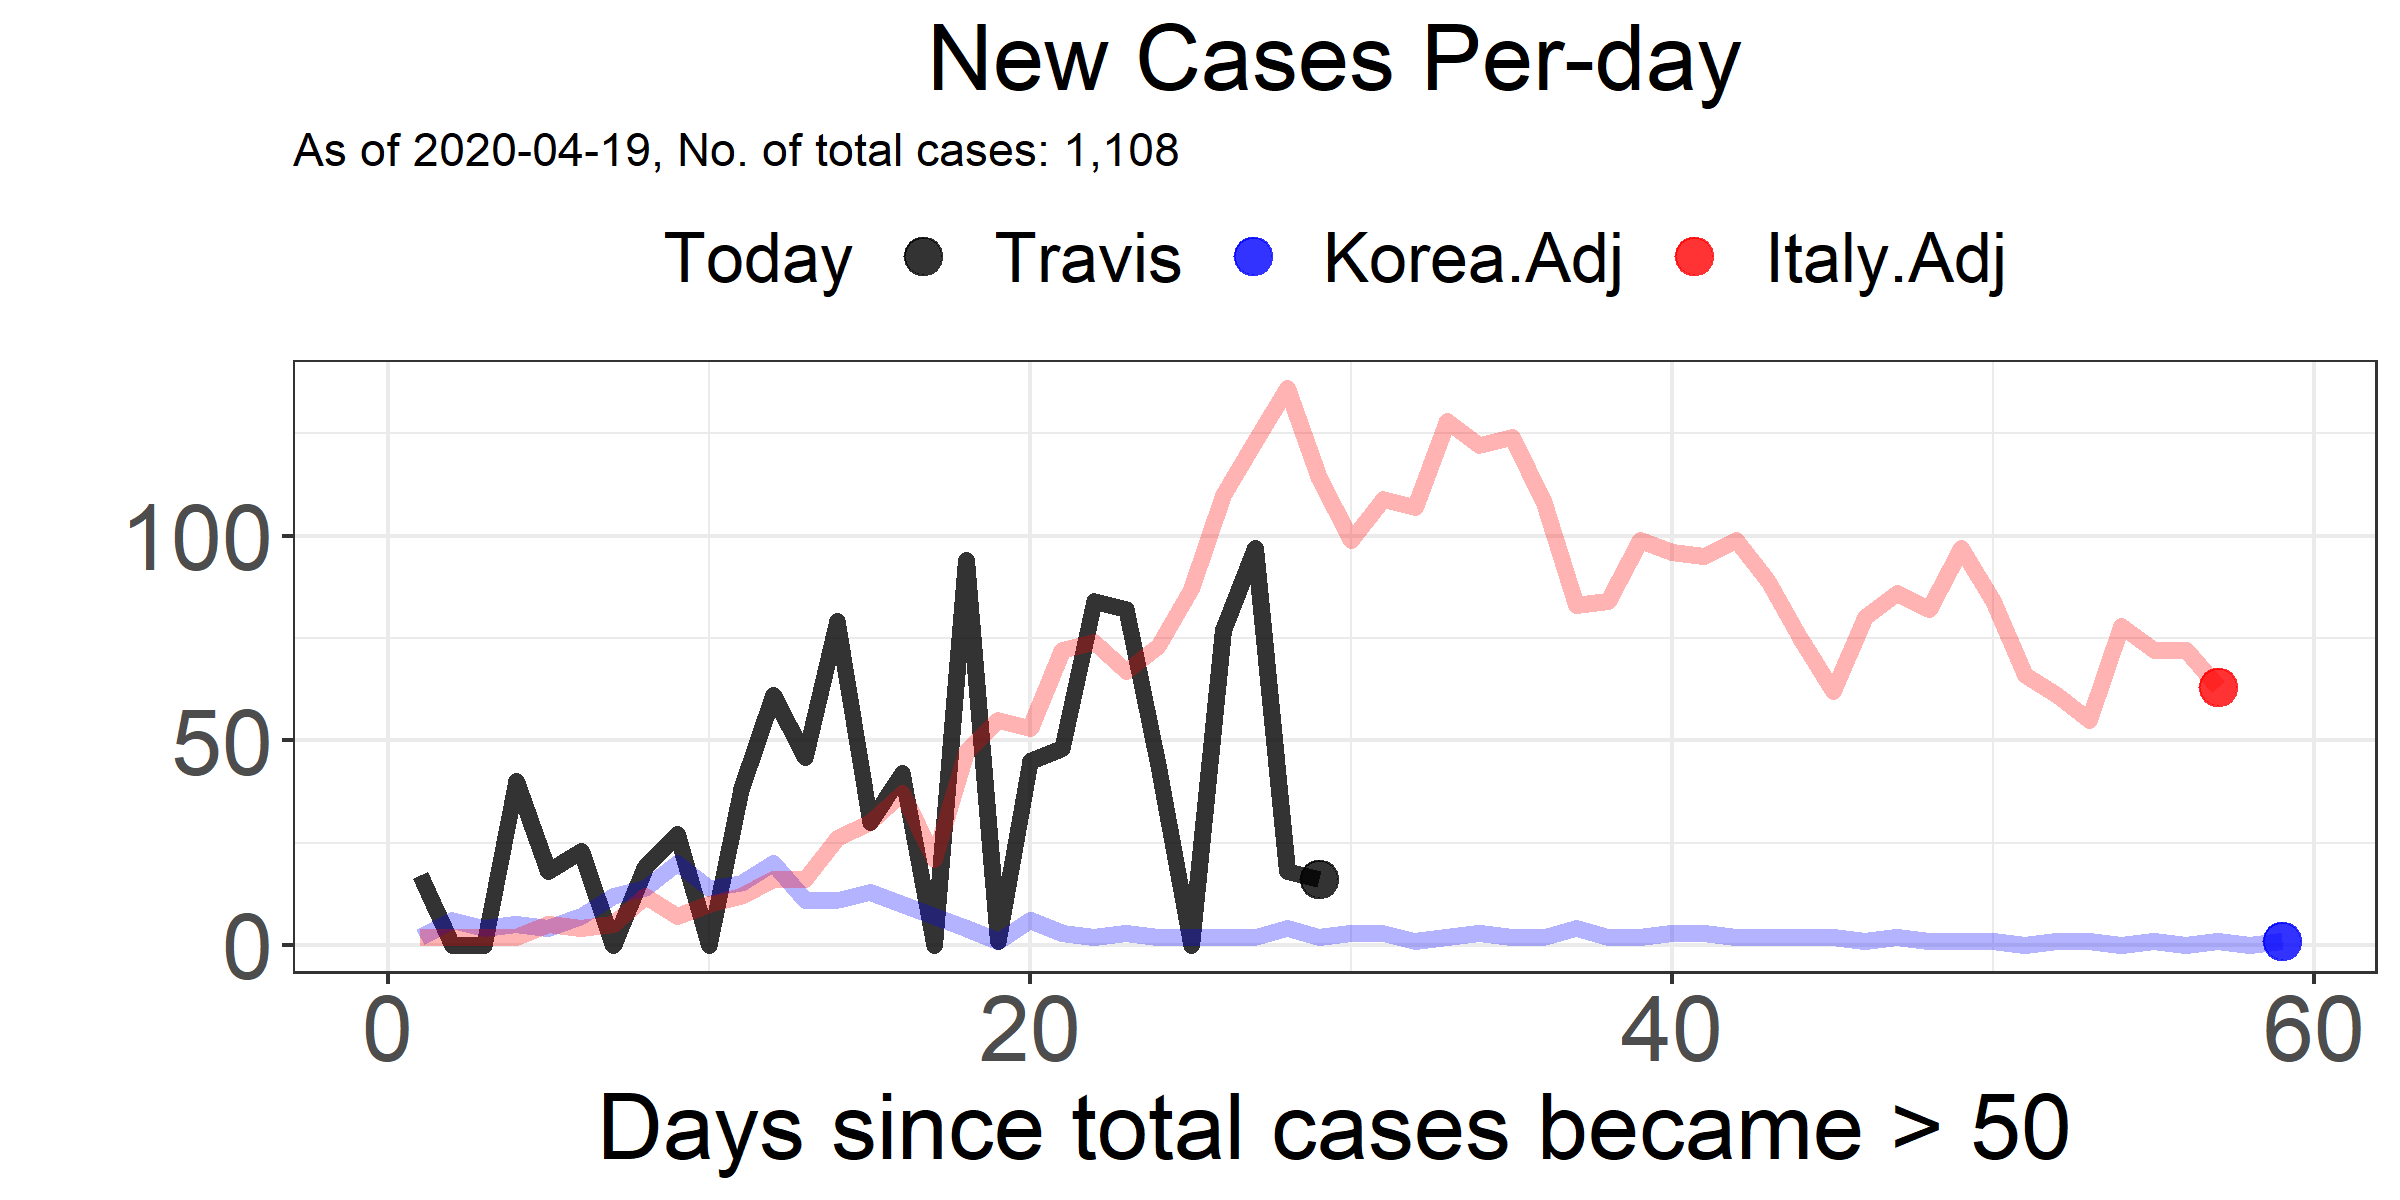 New Cases Per-day
As of 2020-04-19, No. of total cases: 1,108
Today Travis Korea.Adj Italy.Adj
100
50
0
0 20 40 60
Days since total cases became > 50